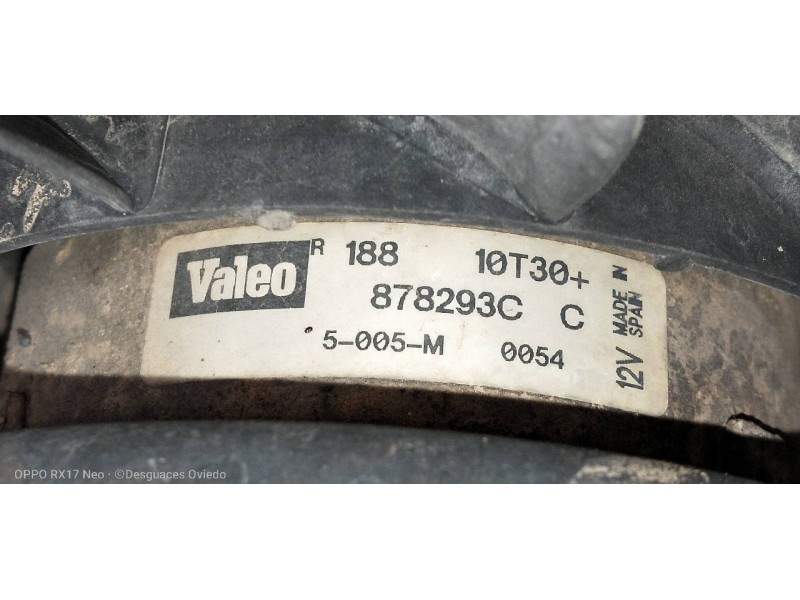 Valeo R 188 10T30+
878293C C
5-005-M 0054
12V MADE IN
SPAIN
OPPO RX17 Neo · ©Desguaces Oviedo